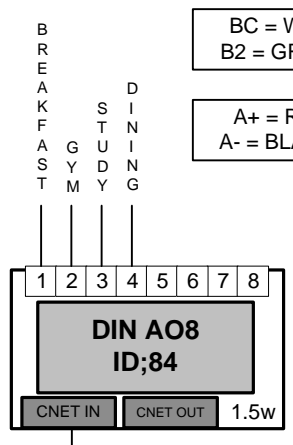 BREAKFAST
GYM
STUDY
DINING
BC =
B2 =
A+ =
A- =
1 2 3 4 5 6 7 8
DIN AO8
ID;84
CNET IN
CNET OUT
1.5w